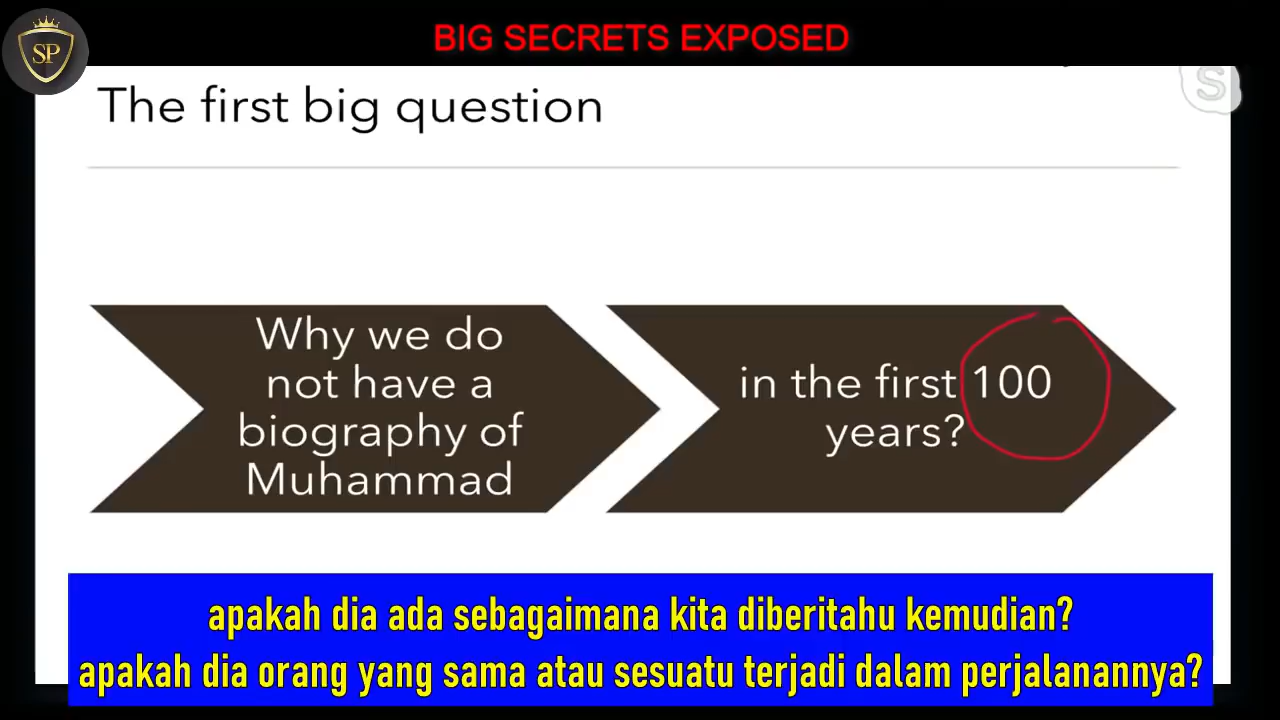 SP
BIG SECRETS EXPOSED
S
The first big question
Why we do
not have a
biography of
Muhammad
in the first 100
years?
apakah dia ada sebagaimana kita diberitahu kemudian?
apakah dia orang yang sama atau sesuatu terjadi dalam perjalanannya?